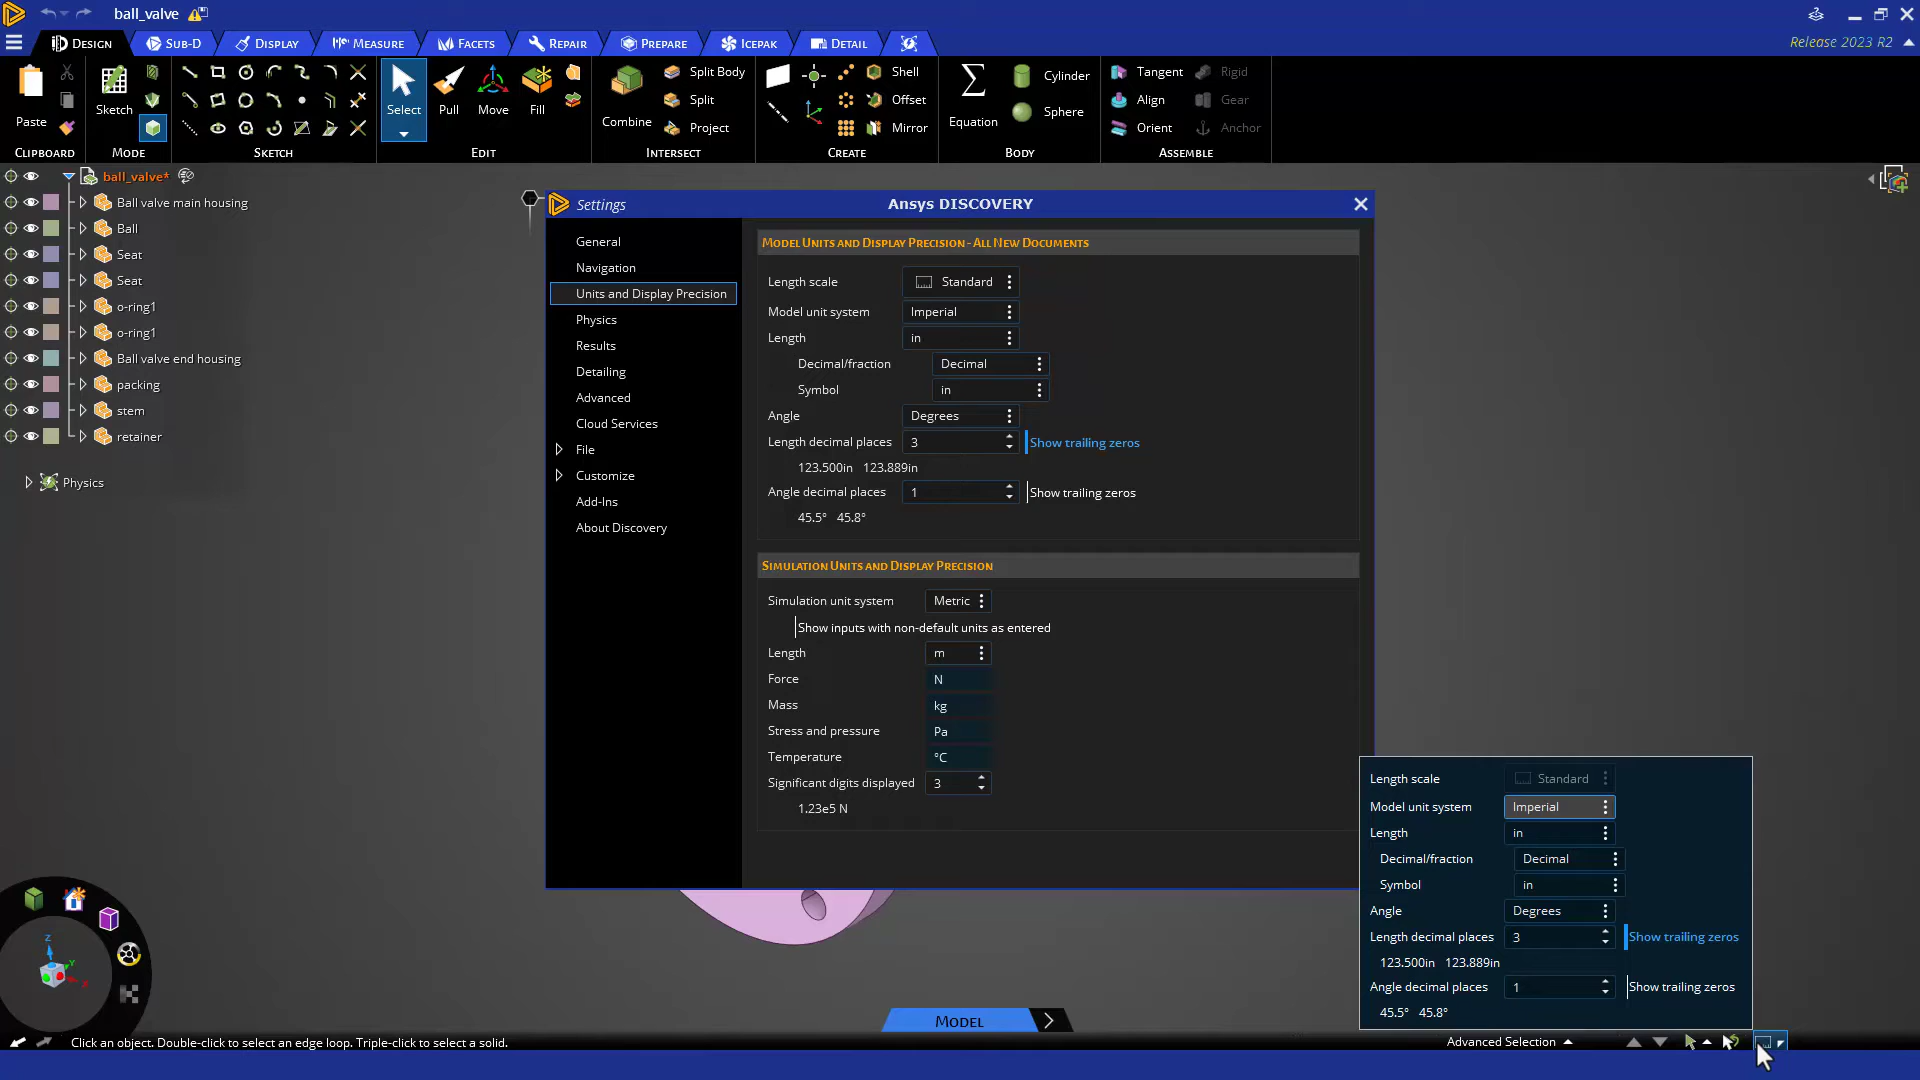 ball_valve
DESIGN SUB-D DISPLAY MEASURE FACETS REPAIR PREPARE ICEPAK DETAIL
Release 2023 R2
Paste
CLIPBOARD
Sketch
MODE
SKETCH
Select Pull Move Fill
EDIT
Combine
Split Body
Split
Project
INTERSECT
Shell
Offset
Mirror
CREATE
Equation
Cylinder
Sphere
BODY
Tangent Rigid
Align Gear
Orient Anchor
ASSEMBLE
ball_valve*
Ball valve main housing
Ball
Seat
Seat
o-ring1
o-ring1
Ball valve end housing
packing
stem
retainer
Physics
Settings
Ansys DISCOVERY
General
Navigation
Units and Display Precision
Physics
Results
Detailing
Advanced
Cloud Services
File
Customize
Add-Ins
About Discovery
MODEL UNITS AND DISPLAY PRECISION - ALL NEW DOCUMENTS
Length scale Standard
Model unit system Imperial
Length in
Decimal/fraction Decimal
Symbol in
Angle Degrees
Length decimal places 3 Show trailing zeros
123.500in 123.889in
Angle decimal places 1 Show trailing zeros
45.5° 45.8°
SIMULATION UNITS AND DISPLAY PRECISION
Simulation unit system Metric
Show inputs with non-default units as entered
Length m
Force N
Mass kg
Stress and pressure Pa
Temperature °C
Significant digits displayed 3
1.23e5 N
Length scale Standard
Model unit system Imperial
Length in
Decimal/fraction Decimal
Symbol in
Angle Degrees
Length decimal places 3 Show trailing zeros
123.500in 123.889in
Angle decimal places 1 Show trailing zeros
45.5° 45.8°
Z
Y
X
MODEL
Click an object. Double-click to select an edge loop. Triple-click to select a solid.
Advanced Selection